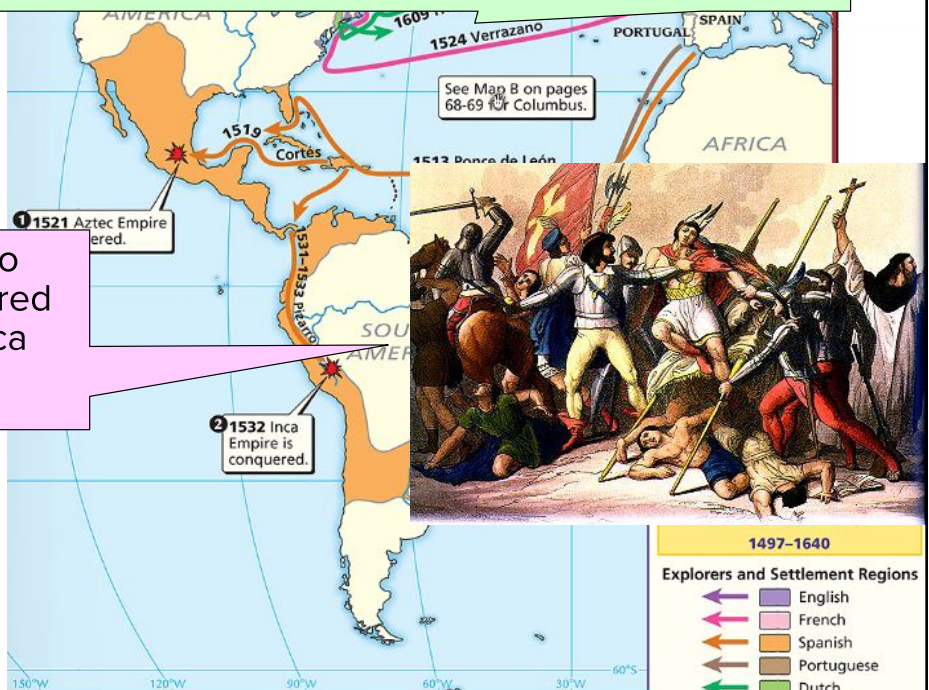 AMERICA
1609
1524 Verrazano
PORTUGAL
SPAIN
See Map B on pages
68-69 for Columbus.
AFRICA
1519
Cortés
1513 Ponce de León
❶ 1521 Aztec Empire
ered.
o
red
ca
1531–1533 Pizarro
SOU
AMER
❷ 1532 Inca
Empire is
conquered.
1497–1640
Explorers and Settlement Regions
English
French
Spanish
Portuguese
Dutch
150°W
120°W
90°W
60°W
30°W
60°S